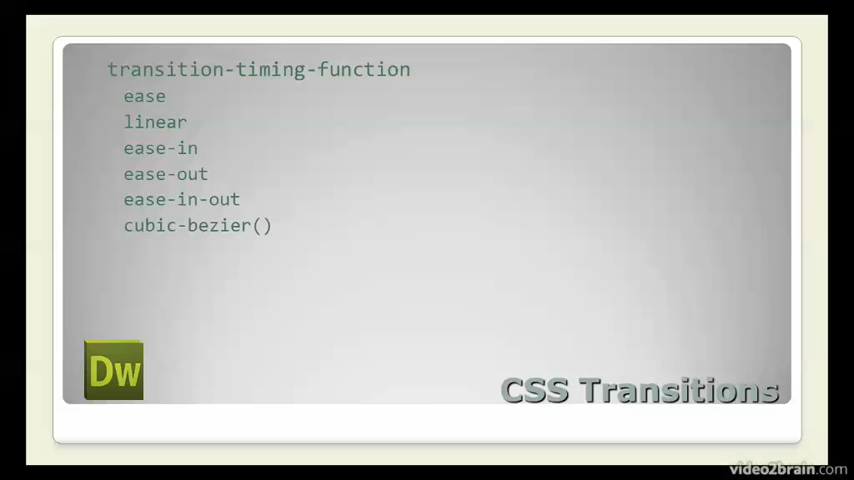 transition-timing-function
ease
linear
ease-in
ease-out
ease-in-out
cubic-bezier()
Dw
CSS Transitions
video2brain.com